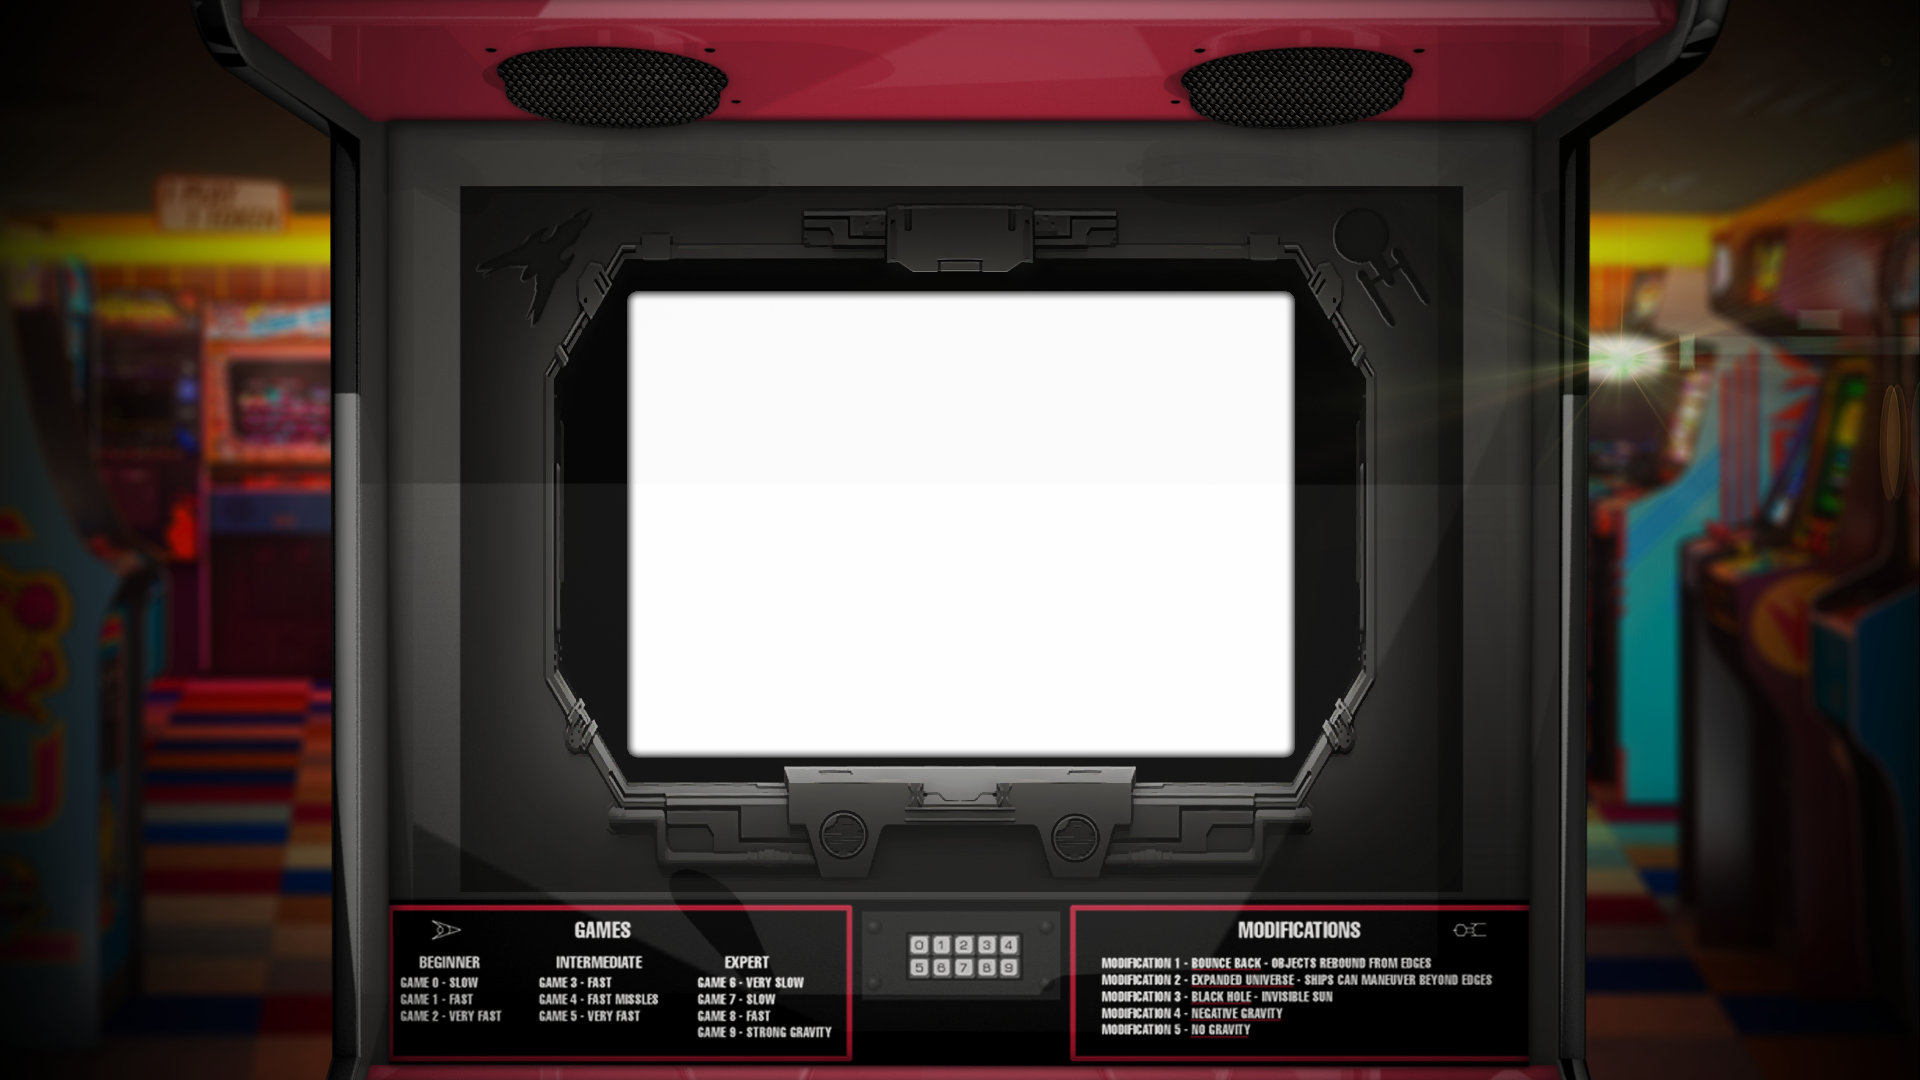 GAMES
BEGINNER
GAME 0 - SLOW
GAME 1 - FAST
GAME 2 - VERY FAST
INTERMEDIATE
GAME 3 - FAST
GAME 4 - FAST MISSLES
GAME 5 - VERY FAST
EXPERT
GAME 6 - VERY SLOW
GAME 7 - SLOW
GAME 8 - FAST
GAME 9 - STRONG GRAVITY
0 1 2 3 4
5 6 7 8 9
MODIFICATIONS
MODIFICATION 1 - BOUNCE BACK - OBJECTS REBOUND FROM EDGES
MODIFICATION 2 - EXPANDED UNIVERSE - SHIPS CAN MANEUVER BEYOND EDGES
MODIFICATION 3 - BLACK HOLE - INVISIBLE SUN
MODIFICATION 4 - NEGATIVE GRAVITY
MODIFICATION 5 - NO GRAVITY